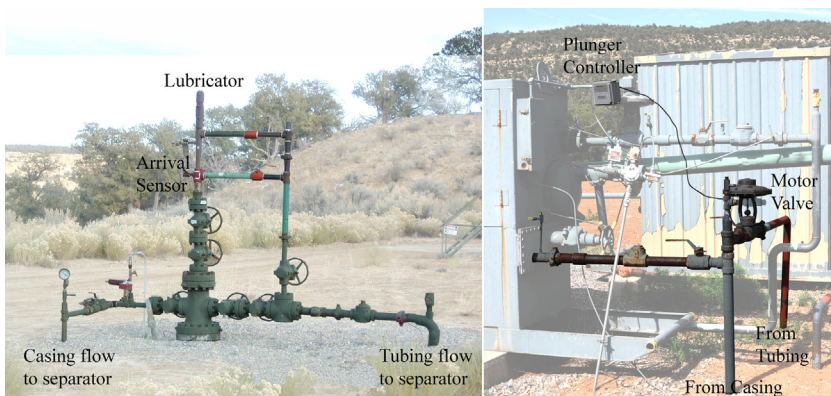 Lubricator
Arrival
Sensor
Casing flow
to separator
Tubing flow
to separator
Plunger
Controller
Motor
Valve
From
Tubing
From Casing